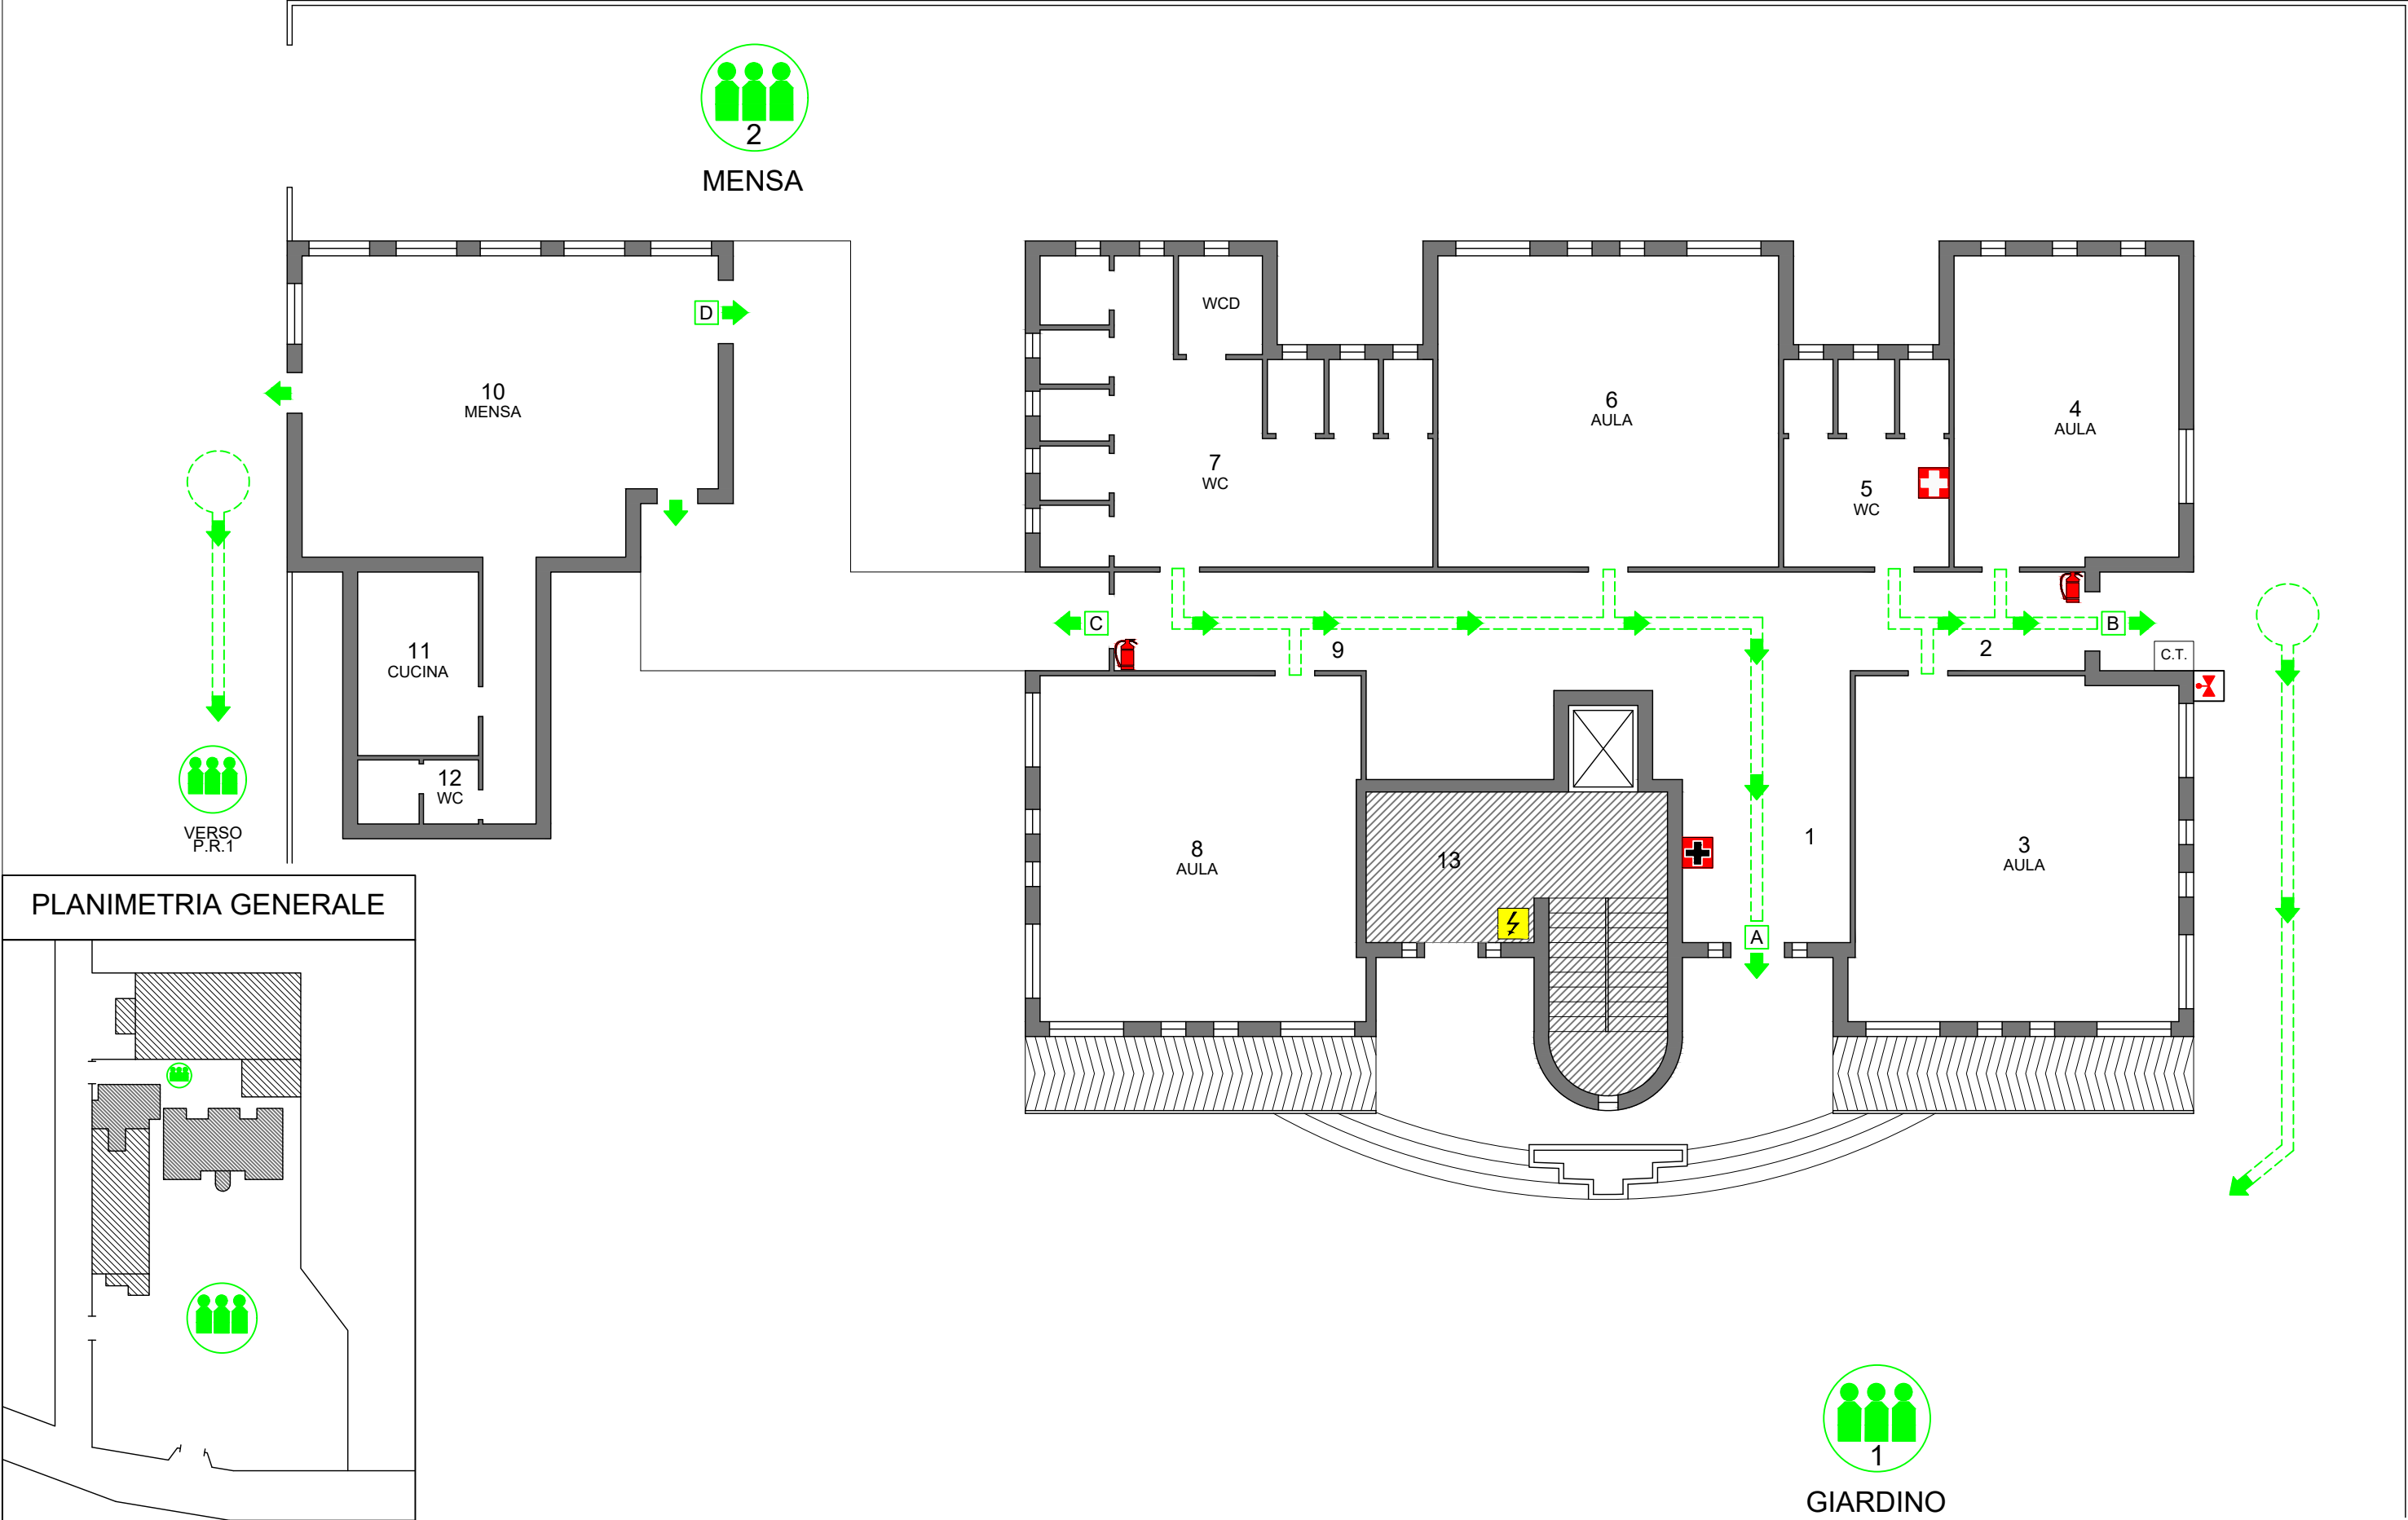 2
MENSA
D
10
MENSA
WCD
7
WC
6
AULA
5
WC
4
AULA
C
9
B
2
C.T.
11
CUCINA
12
WC
VERSO
P.R.1
8
AULA
13
1
3
AULA
A
PLANIMETRIA GENERALE
1
GIARDINO